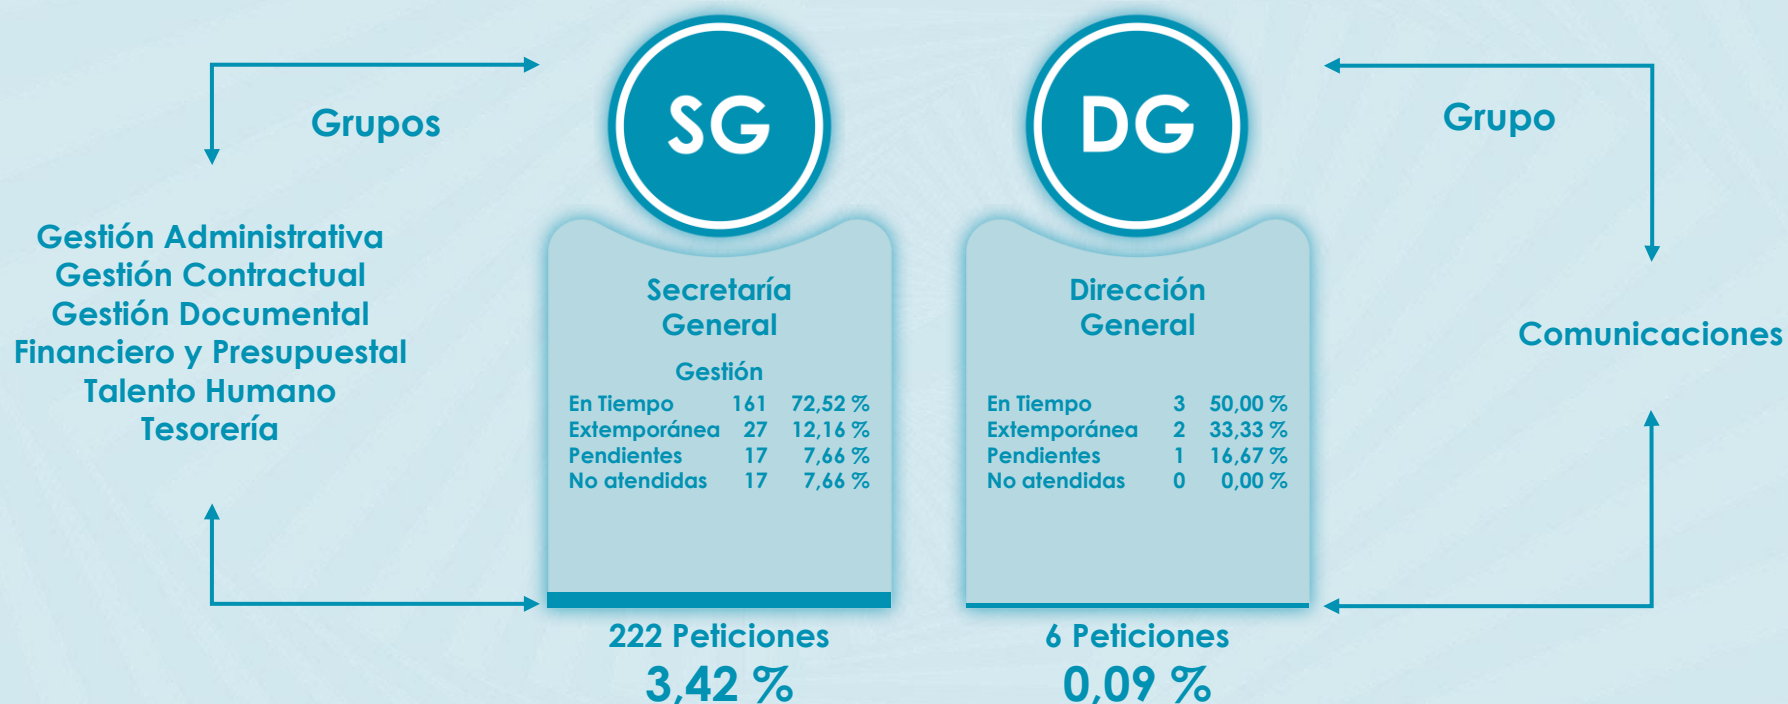 Grupos
Gestión Administrativa
Gestión Contractual
Gestión Documental
Financiero y Presupuestal
Talento Humano
Tesorería
SG
Secretaría
General
Gestión
En Tiempo 161 72,52 %
Extemporánea 27 12,16 %
Pendientes 17 7,66 %
No atendidas 17 7,66 %
222 Peticiones
3,42 %
DG
Dirección
General
En Tiempo 3 50,00 %
Extemporánea 2 33,33 %
Pendientes 1 16,67 %
No atendidas 0 0,00 %
6 Peticiones
0,09 %
Grupo
Comunicaciones